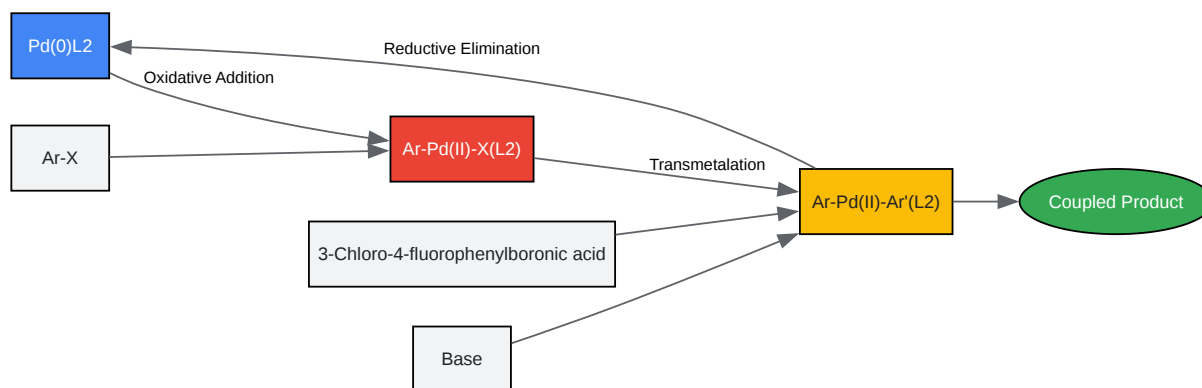 Pd(0)L2
Reductive Elimination
Oxidative Addition
Ar-X
Ar-Pd(II)-X(L2)
Transmetalation
Ar-Pd(II)-Ar'(L2)
Coupled Product
3-Chloro-4-fluorophenylboronic acid
Base